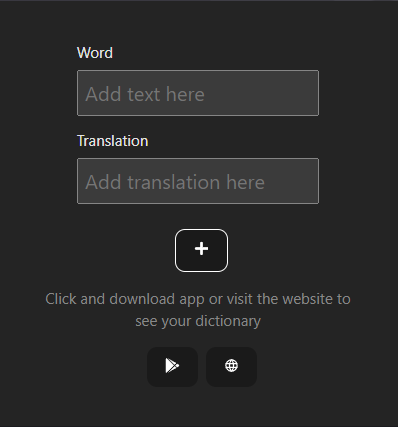 Word
Add text here
Translation
Add translation here
Click and download app or visit the website to
see your dictionary